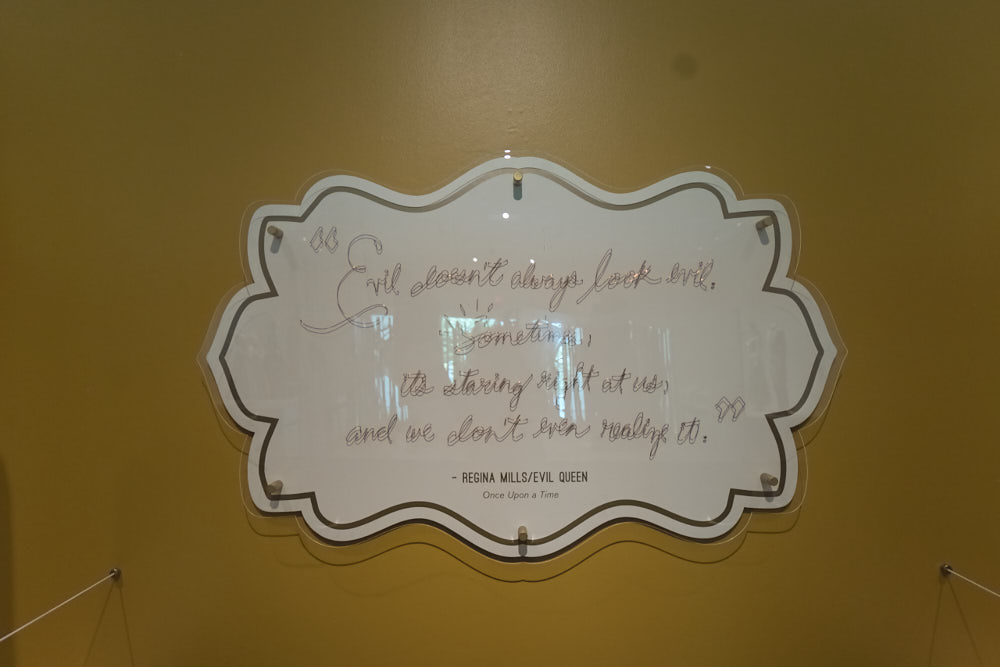 “Evil doesn't always look evil.
Sometimes,
it's staring right at us,
and we don't even realize it.”
- REGINA MILLS/EVIL QUEEN
Once Upon a Time